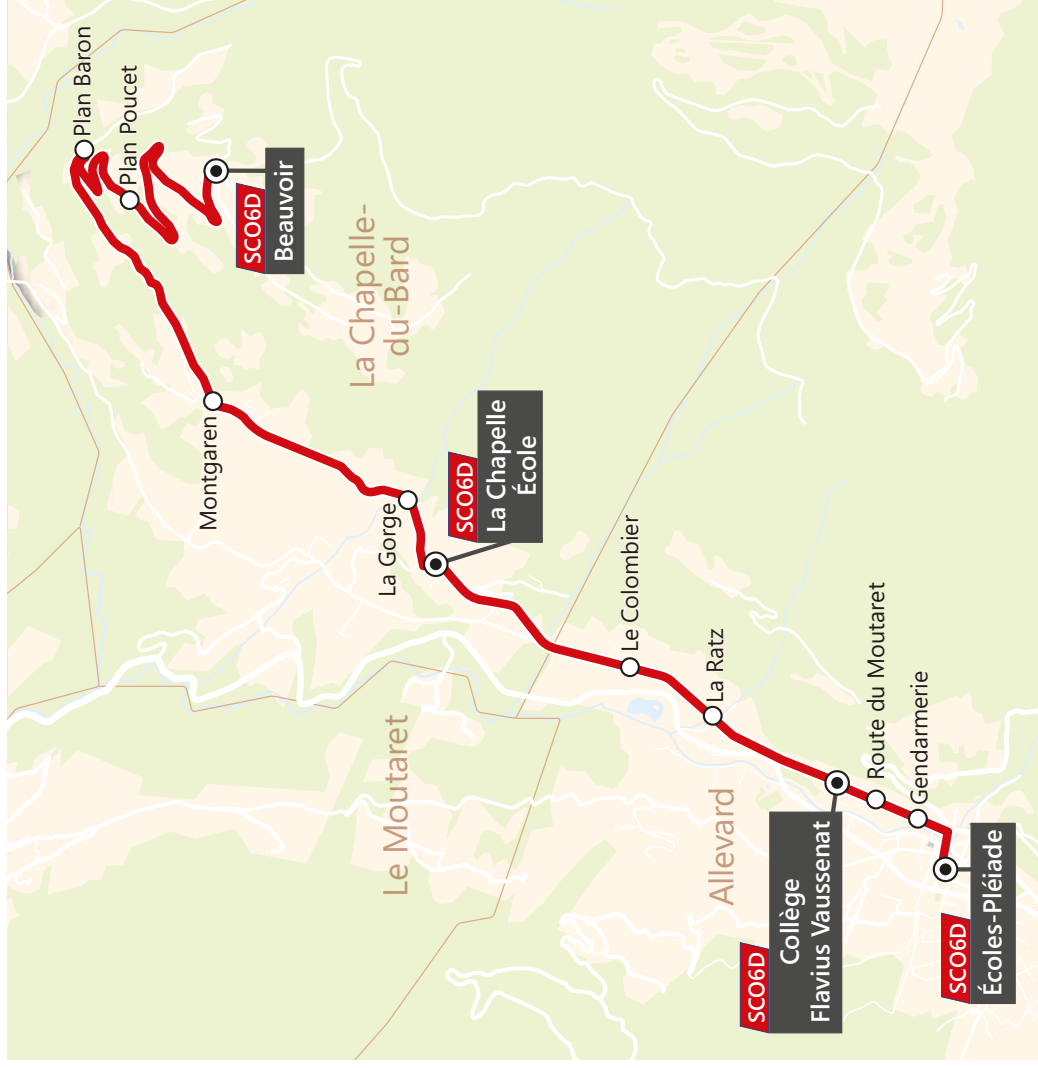 Plan Baron
Plan Poucet
SCO6D
Beauvoir
La Chapelle-
du-Bard
Montgaren
La Gorge
SCO6D
La Chapelle
École
Le Colombier
La Ratz
Le Moutaret
Allevard
Route du Moutaret
Gendarmerie
SCO6D
Collège
Flavius Vaussenat
SCO6D
Écoles-Pléiade